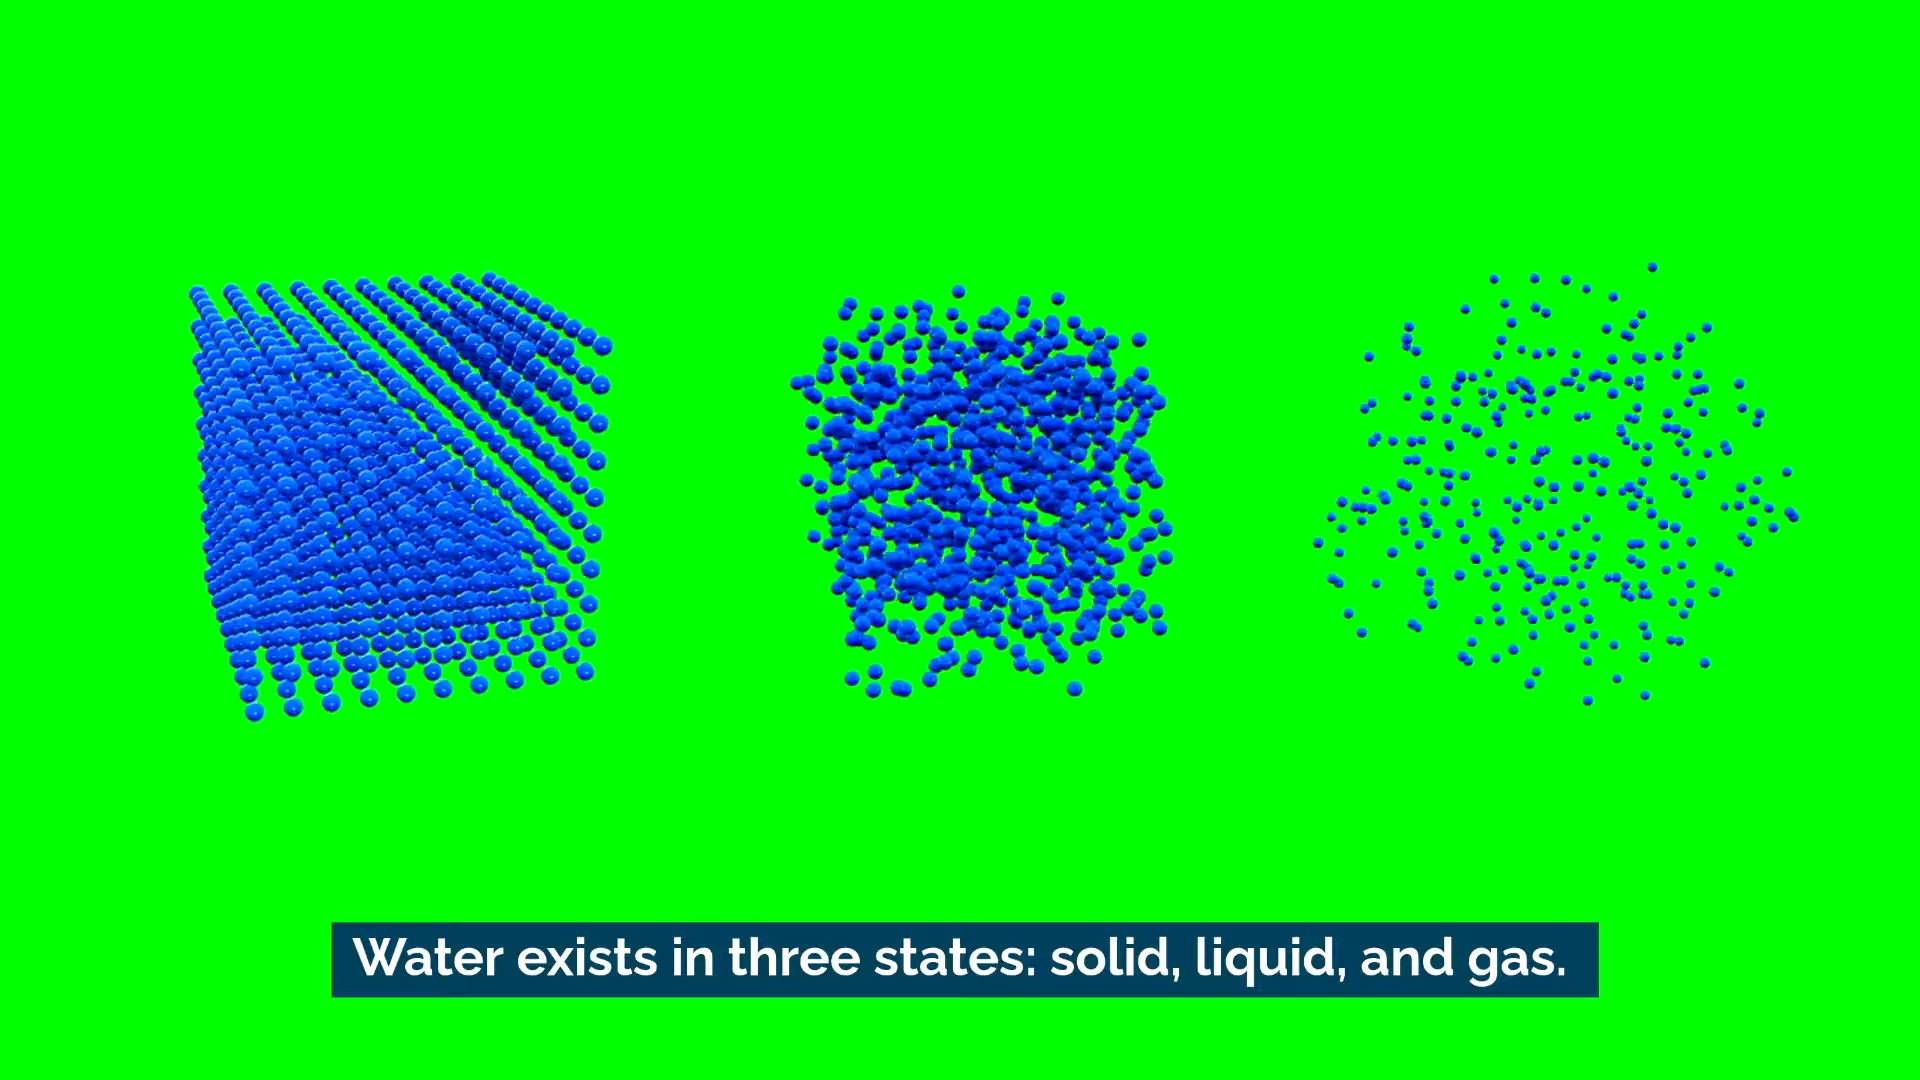 Water exists in three states: solid, liquid, and gas.